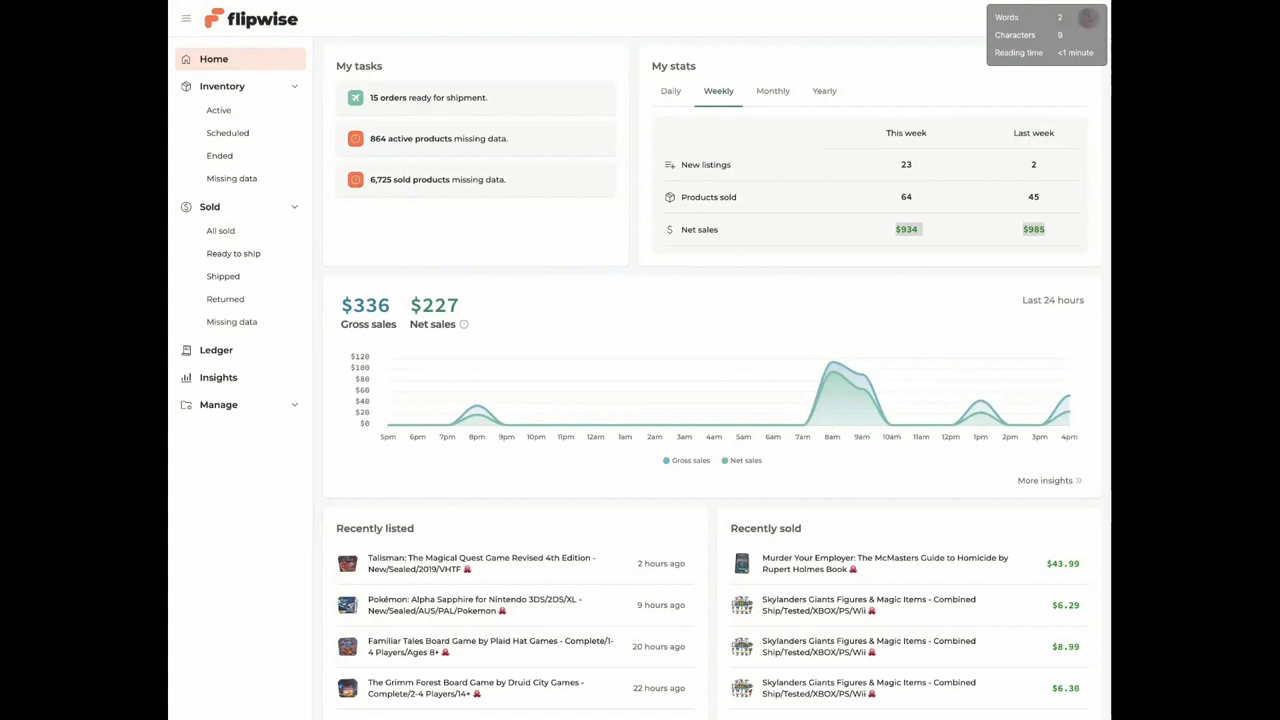 flipwise
Words 2
Characters 9
Reading time <1 minute
Home
Inventory
Active
Scheduled
Ended
Missing data
Sold
All sold
Ready to ship
Shipped
Returned
Missing data
Ledger
Insights
Manage
My tasks
15 orders ready for shipment.
864 active products missing data.
6,725 sold products missing data.
My stats
Daily Weekly Monthly Yearly
This week Last week
New listings 23 2
Products sold 64 45
Net sales $934 $985
$336 $227
Gross sales Net sales
Last 24 hours
$120
$100
$80
$60
$40
$20
$0
5pm 6pm 7pm 8pm 9pm 10pm 11pm 12am 1am 2am 3am 4am 5am 6am 7am 8am 9am 10am 11am 12pm 1pm 2pm 3pm 4pm
Gross sales Net sales
More insights »
Recently listed
Talisman: The Magical Quest Game Revised 4th Edition -
New/Sealed/2019/VHTF
2 hours ago
Pokémon: Alpha Sapphire for Nintendo 3DS/2DS/XL -
New/Sealed/AUS/PAL/Pokemon
9 hours ago
Familiar Tales Board Game by Plaid Hat Games - Complete/1-
4 Players/Ages 8+
20 hours ago
The Grimm Forest Board Game by Druid City Games -
Complete/2-4 Players/14+
22 hours ago
Recently sold
Murder Your Employer: The McMasters Guide to Homicide by
Rupert Holmes Book
$43.99
Skylanders Giants Figures & Magic Items - Combined
Ship/Tested/XBOX/PS/Wii
$6.29
Skylanders Giants Figures & Magic Items - Combined
Ship/Tested/XBOX/PS/Wii
$8.99
Skylanders Giants Figures & Magic Items - Combined
Ship/Tested/XBOX/PS/Wii
$6.30